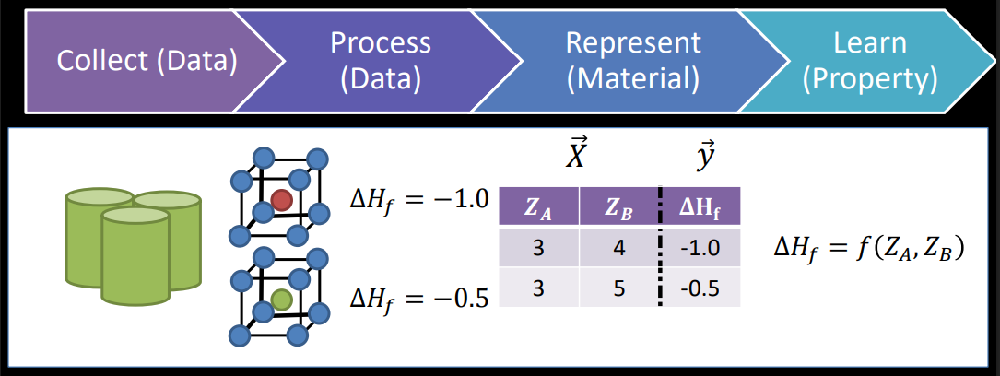 Collect (Data)
Process
(Data)
Represent
(Material)
Learn
(Property)
ΔH_f = −1.0
ΔH_f = −0.5
X⃗ y⃗
Z_A Z_B ΔH_f
3 4 -1.0
3 5 -0.5
ΔH_f = f(Z_A, Z_B)